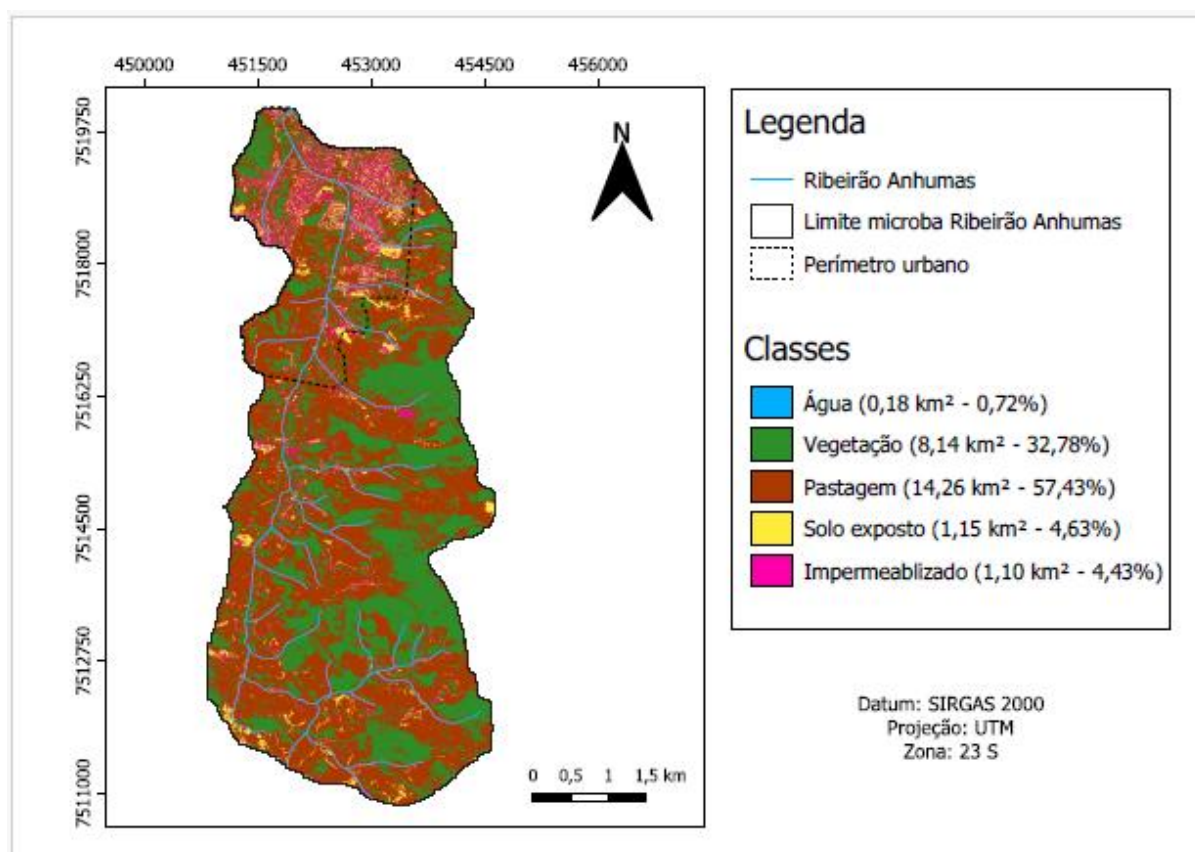 450000 451500 453000 454500 456000
7519750
7518000
7516250
7514500
7512750
7511000
N
0 0,5 1 1,5 km
Legenda
Ribeirão Anhumas
Limite microba Ribeirão Anhumas
Perímetro urbano
Classes
Água (0,18 km² - 0,72%)
Vegetação (8,14 km² - 32,78%)
Pastagem (14,26 km² - 57,43%)
Solo exposto (1,15 km² - 4,63%)
Impermeablizado (1,10 km² - 4,43%)
Datum: SIRGAS 2000
Projeção: UTM
Zona: 23 S